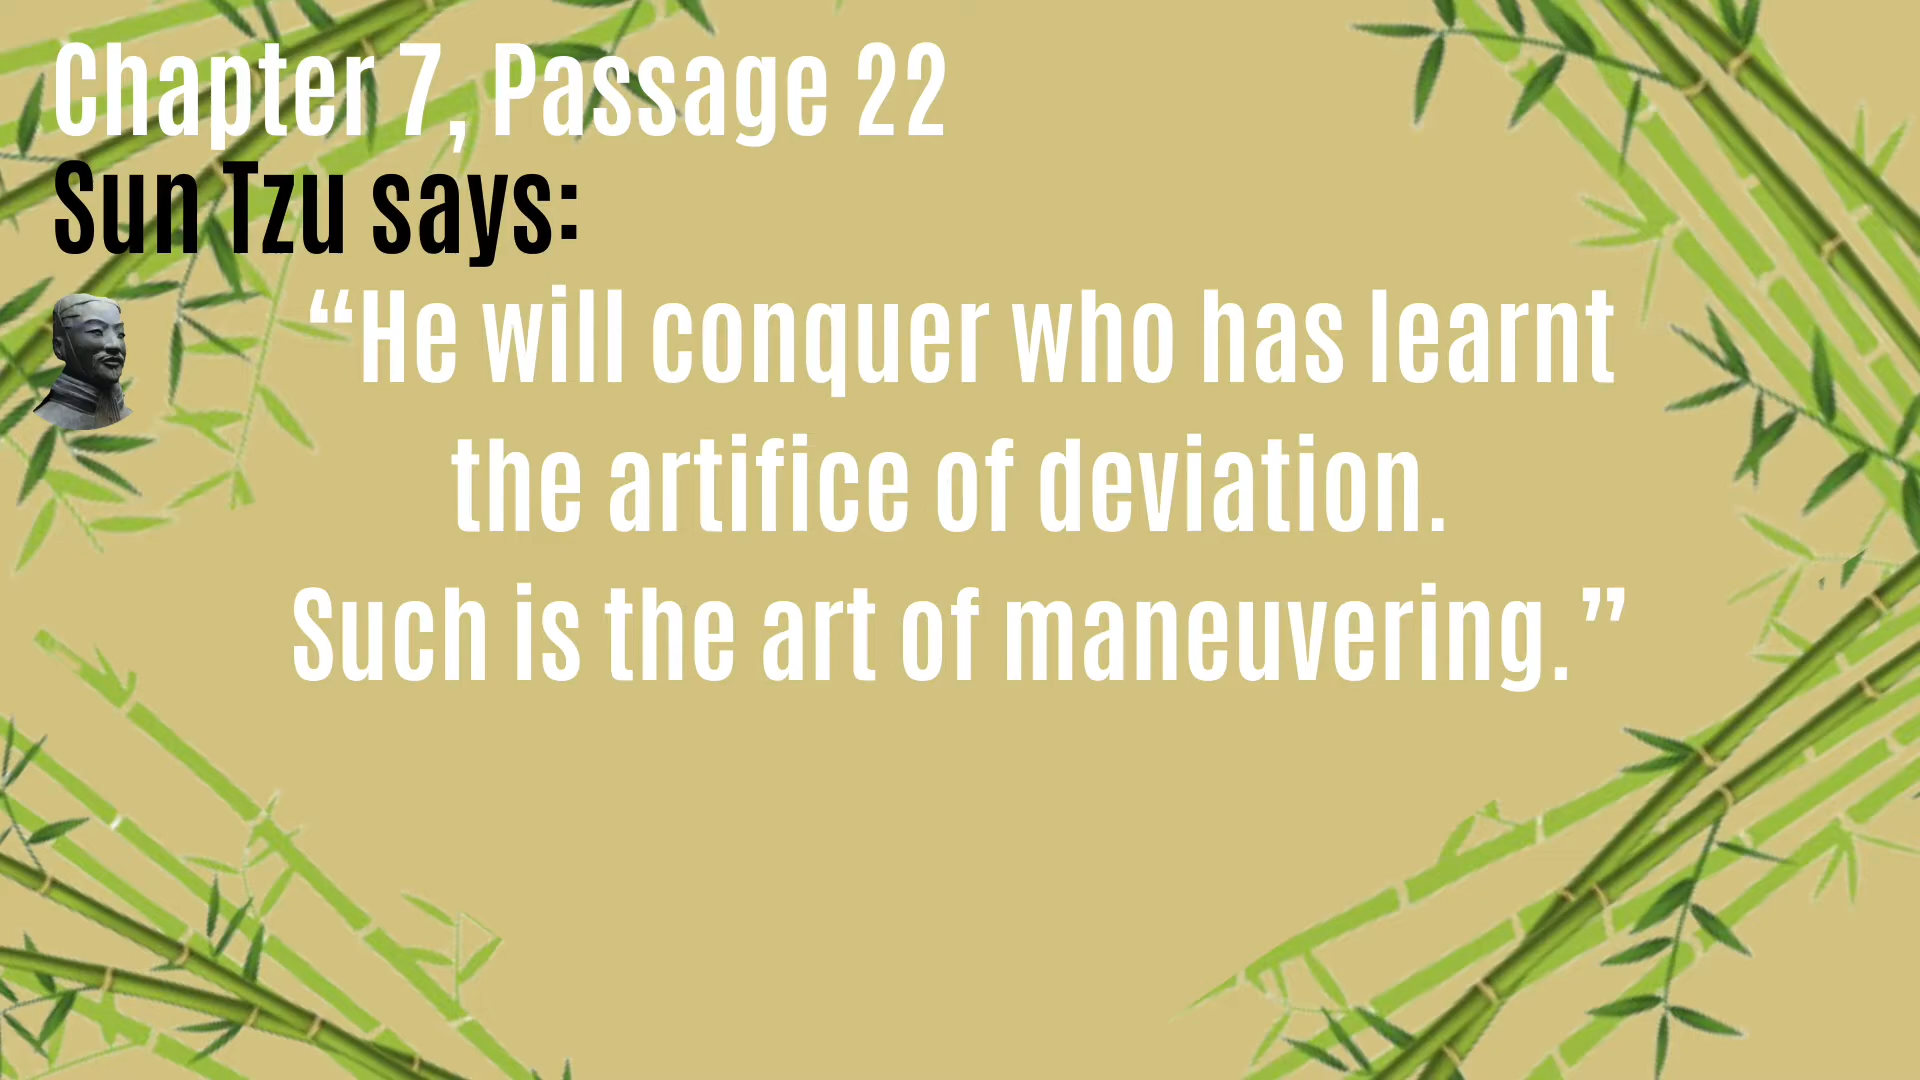 Chapter 7, Passage 22
Sun Tzu says:
“He will conquer who has learnt
the artifice of deviation.
Such is the art of maneuvering.”